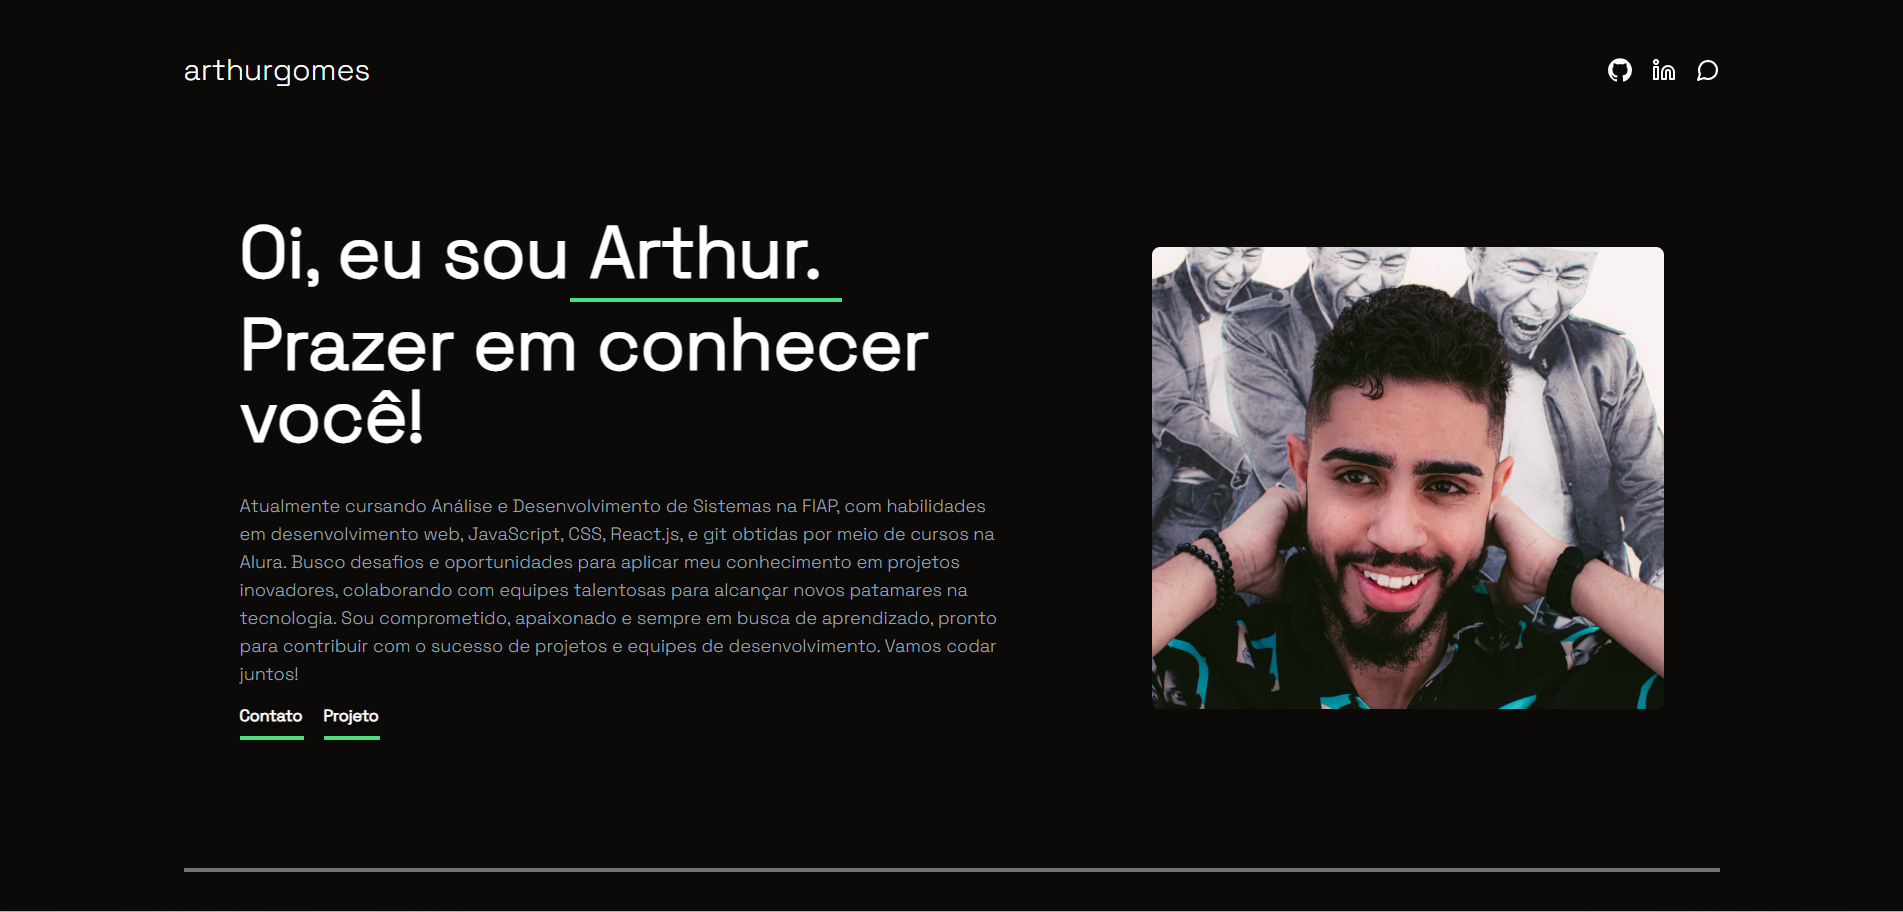 arthurgomes
Oi, eu sou Arthur.
Prazer em conhecer
você!
Atualmente cursando Análise e Desenvolvimento de Sistemas na FIAP, com habilidades
em desenvolvimento web, JavaScript, CSS, React.js, e git obtidas por meio de cursos na
Alura. Busco desafios e oportunidades para aplicar meu conhecimento em projetos
inovadores, colaborando com equipes talentosas para alcançar novos patamares na
tecnologia. Sou comprometido, apaixonado e sempre em busca de aprendizado, pronto
para contribuir com o sucesso de projetos e equipes de desenvolvimento. Vamos codar
juntos!
Contato Projeto